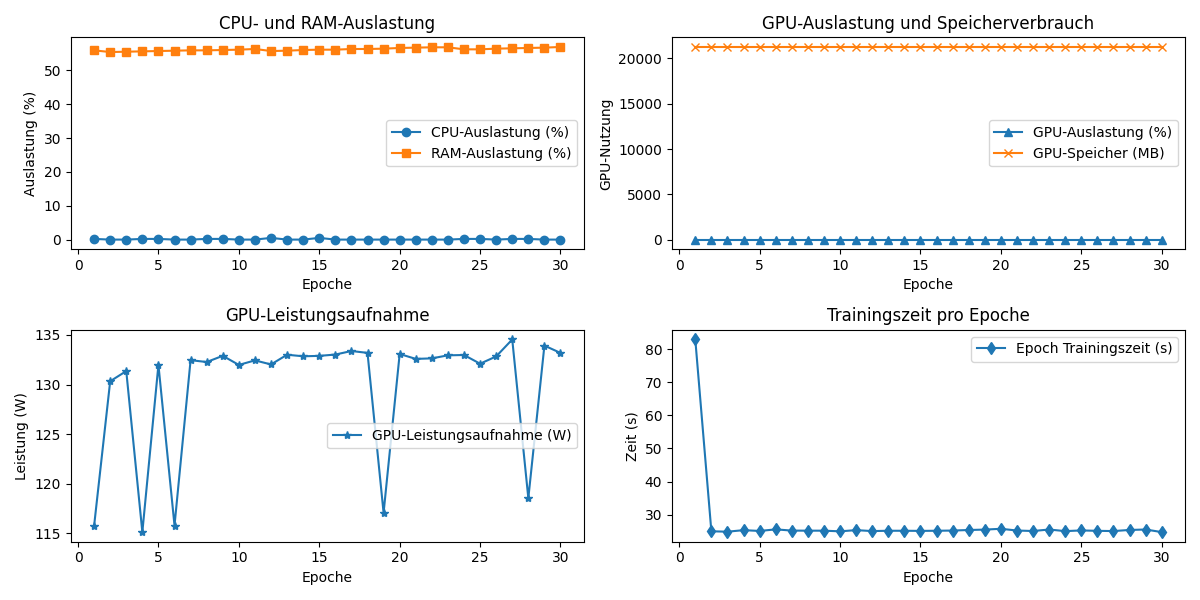 CPU- und RAM-Auslastung
Auslastung (%)
50
40
30
20
10
0
CPU-Auslastung (%)
RAM-Auslastung (%)
0 5 10 15 20 25 30
Epoche
GPU-Auslastung und Speicherverbrauch
GPU-Nutzung
20000
15000
10000
5000
0
GPU-Auslastung (%)
GPU-Speicher (MB)
0 5 10 15 20 25 30
Epoche
GPU-Leistungsaufnahme
Leistung (W)
135
130
125
120
115
GPU-Leistungsaufnahme (W)
0 5 10 15 20 25 30
Epoche
Trainingszeit pro Epoche
Zeit (s)
80
70
60
50
40
30
Epoch Trainingszeit (s)
0 5 10 15 20 25 30
Epoche